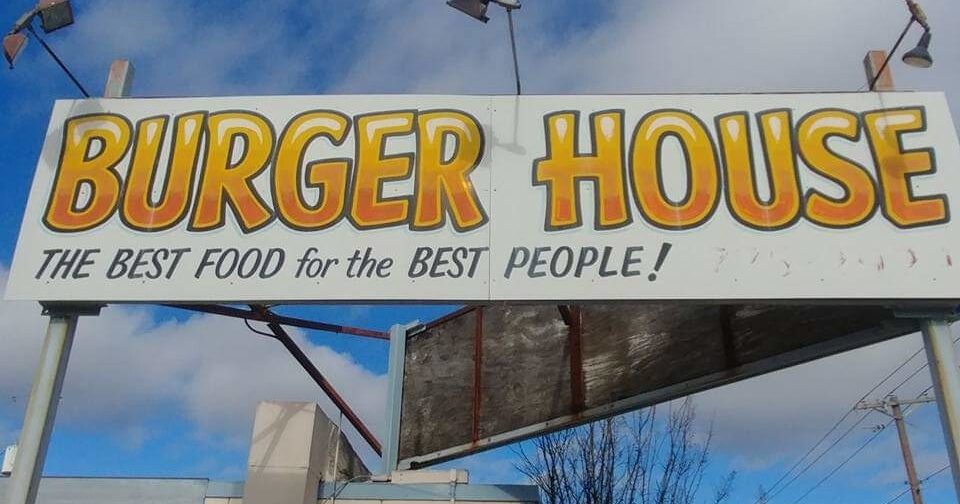 BURGER HOUSE
THE BEST FOOD for the BEST PEOPLE!